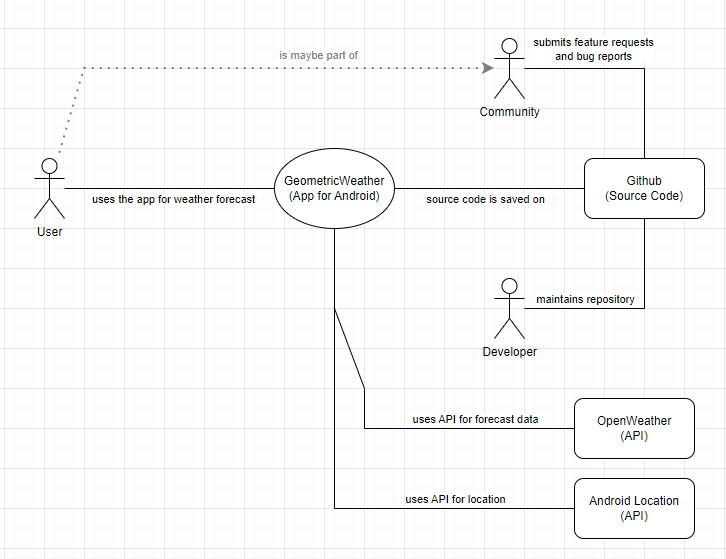 is maybe part of
submits feature requests
and bug reports
Community
User
uses the app for weather forecast
GeometricWeather
(App for Android)
source code is saved on
Github
(Source Code)
Developer
maintains repository
uses API for forecast data
OpenWeather
(API)
uses API for location
Android Location
(API)